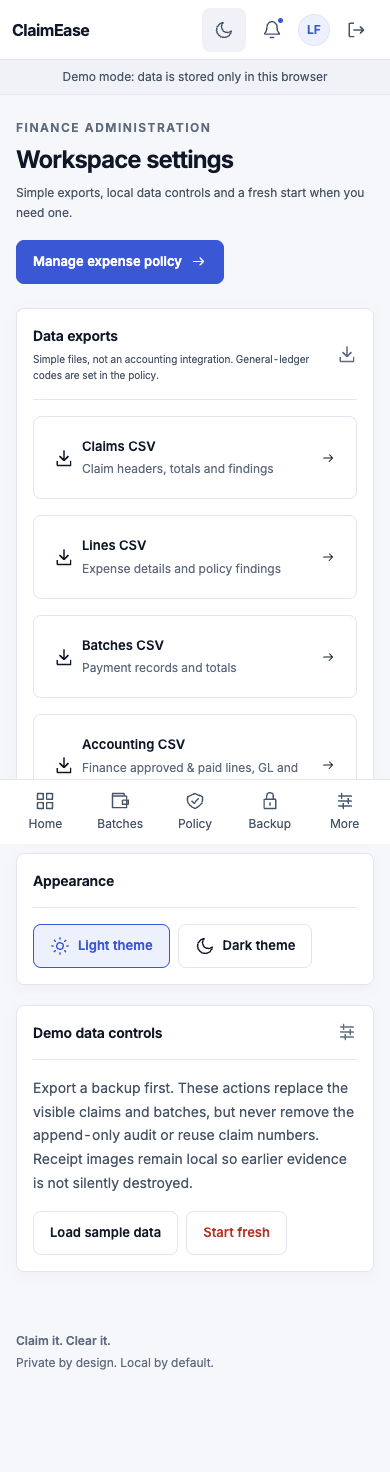 ClaimEase
LF
Demo mode: data is stored only in this browser
FINANCE ADMINISTRATION
Workspace settings
Simple exports, local data controls and a fresh start when you
need one.
Manage expense policy
Data exports
Simple files, not an accounting integration. General-ledger
codes are set in the policy.
Claims CSV
Claim headers, totals and findings
Lines CSV
Expense details and policy findings
Batches CSV
Payment records and totals
Accounting CSV
Finance approved & paid lines, GL and
Home
Batches
Policy
Backup
More
Appearance
Light theme
Dark theme
Demo data controls
Export a backup first. These actions replace the
visible claims and batches, but never remove the
append-only audit or reuse claim numbers.
Receipt images remain local so earlier evidence
is not silently destroyed.
Load sample data
Start fresh
Claim it. Clear it.
Private by design. Local by default.